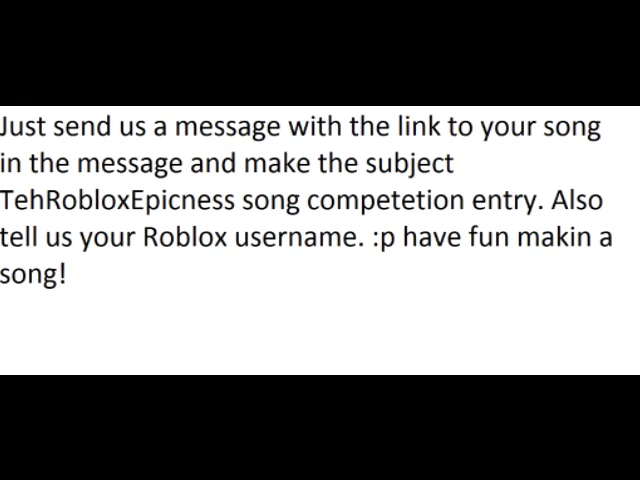 Just send us a message with the link to your song
in the message and make the subject
TehRobloxEpicness song competetion entry. Also
tell us your Roblox username. :p have fun makin a
song!